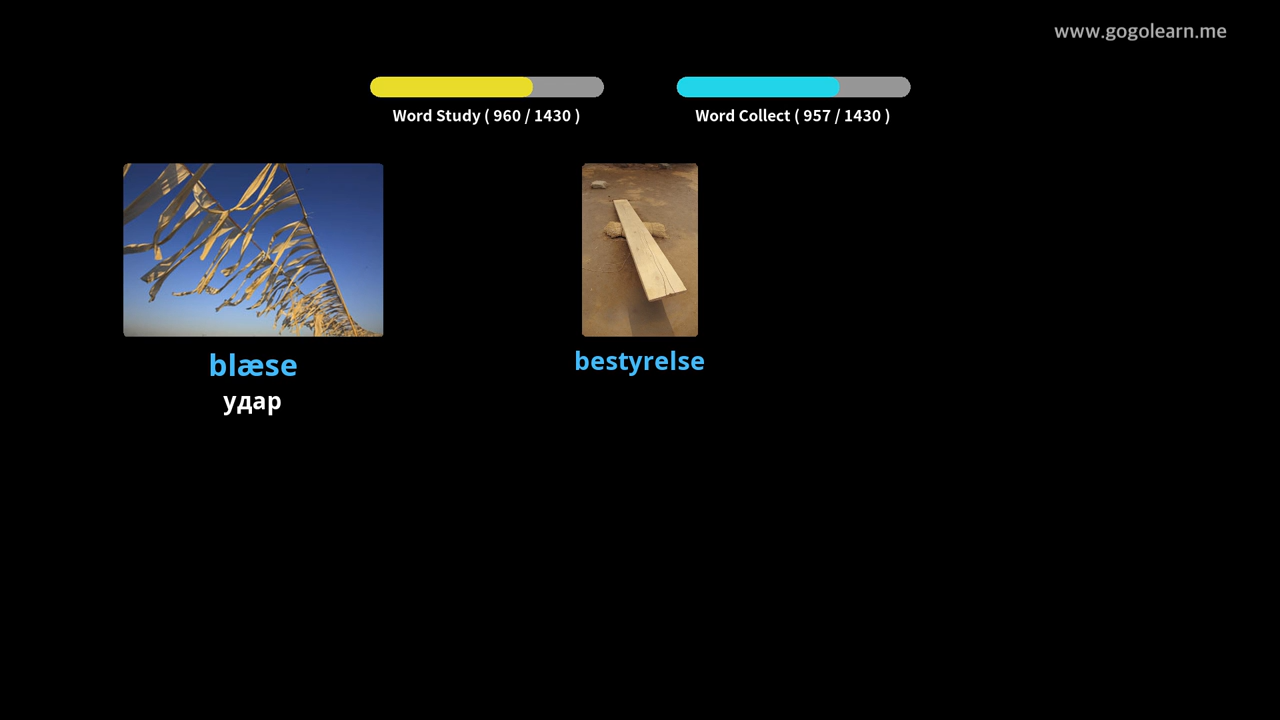 www.gogolearn.me
Word Study ( 960 / 1430 )
Word Collect ( 957 / 1430 )
blæse
удар
bestyrelse